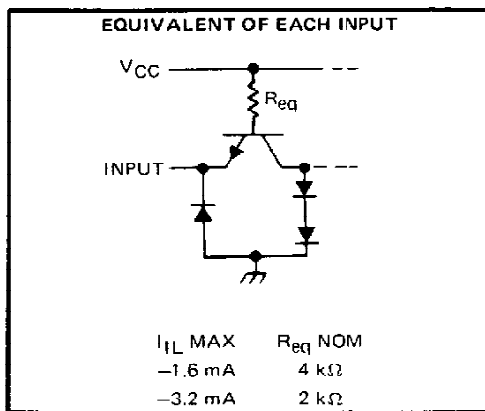 EQUIVALENT OF EACH INPUT
VCC
Req
INPUT
IIL MAX Req NOM
−1.6 mA 4 kΩ
−3.2 mA 2 kΩ